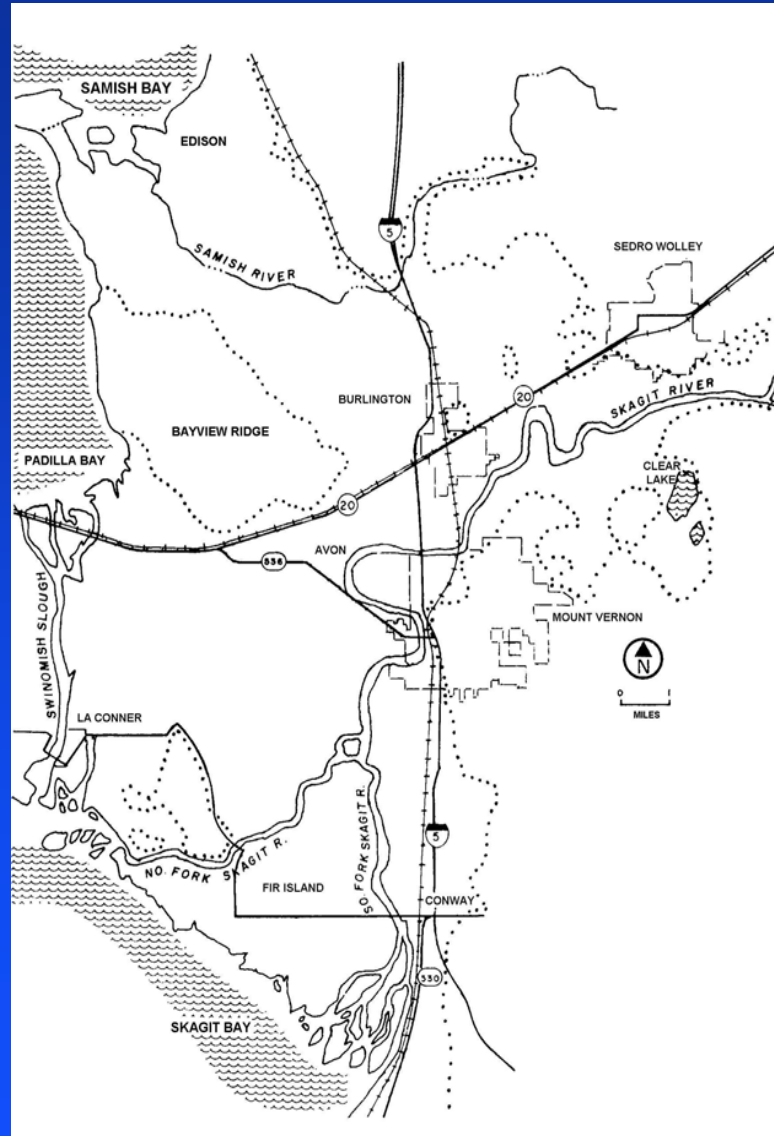 SAMISH BAY
EDISON
5
SAMISH RIVER
SEDRO WOLLEY
BURLINGTON
20
SKAGIT RIVER
BAYVIEW RIDGE
PADILLA BAY
CLEAR
LAKE
20
AVON
536
MOUNT VERNON
SWINOMISH SLOUGH
N
0 1
MILES
LA CONNER
5
NO. FORK SKAGIT R.
SO. FORK SKAGIT R.
FIR ISLAND
CONWAY
530
SKAGIT BAY